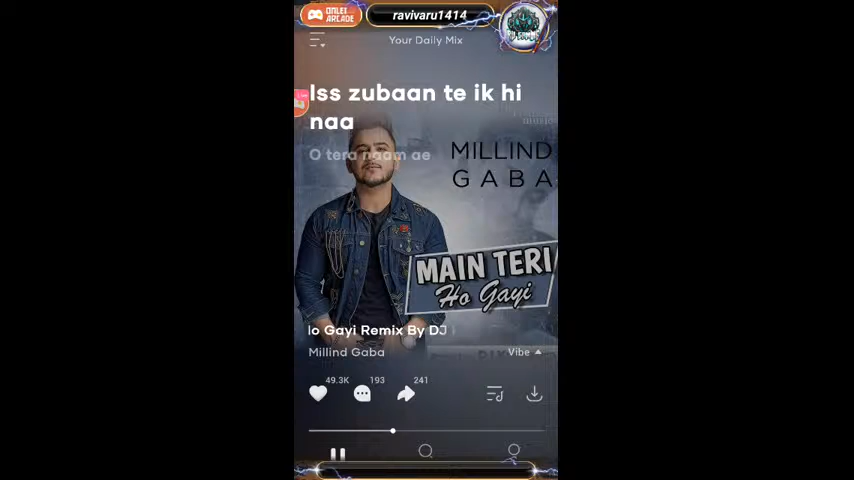 OMLET
ARCADE
ravivaru1414
Your Daily Mix
Iss zubaan te ik hi
naa
O tera naam ae
MILLIND
GABA
MAIN TERI
Ho Gayi
lo Gayi Remix By DJ
Millind Gaba
Vibe
49.3K
193
241